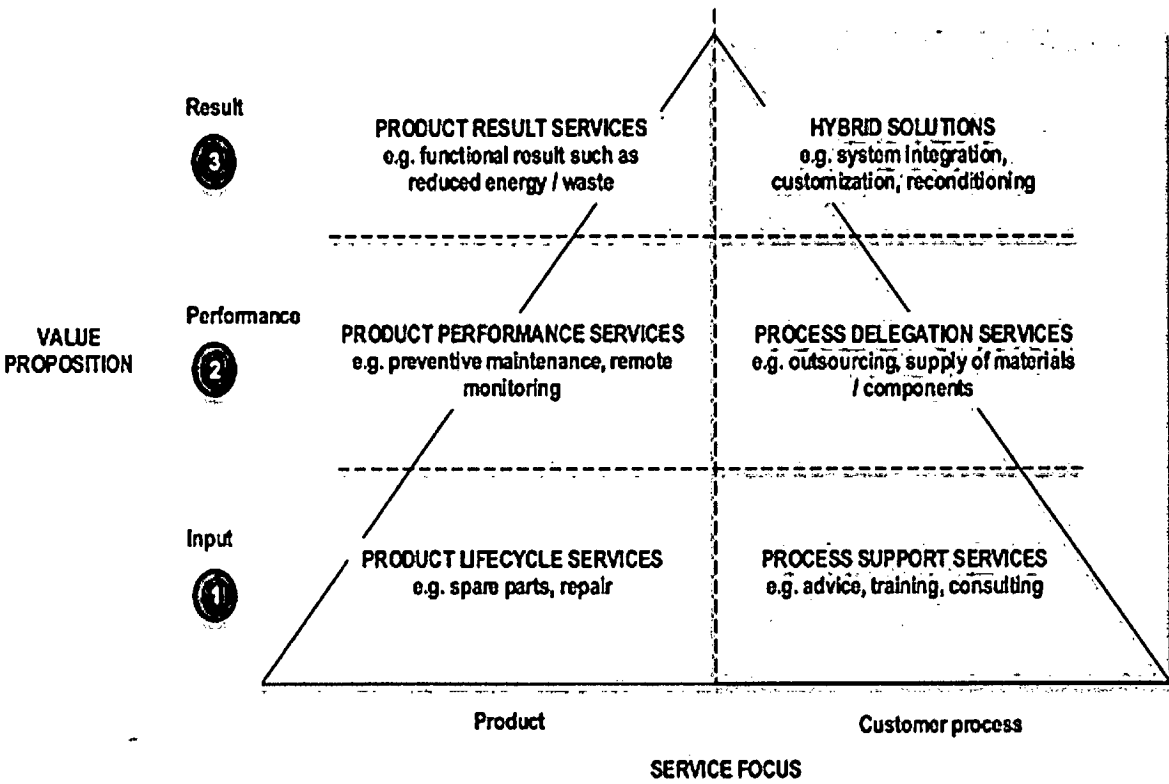 Result
3
PRODUCT RESULT SERVICES
e.g. functional result such as
reduced energy / waste
HYBRID SOLUTIONS
e.g. system integration,
customization, reconditioning
VALUE
PROPOSITION
Performance
2
PRODUCT PERFORMANCE SERVICES
e.g. preventive maintenance, remote
monitoring
PROCESS DELEGATION SERVICES
e.g. outsourcing, supply of materials
/ components
Input
1
PRODUCT LIFECYCLE SERVICES
e.g. spare parts, repair
PROCESS SUPPORT SERVICES
e.g. advice, training, consulting
Product
Customer process
SERVICE FOCUS